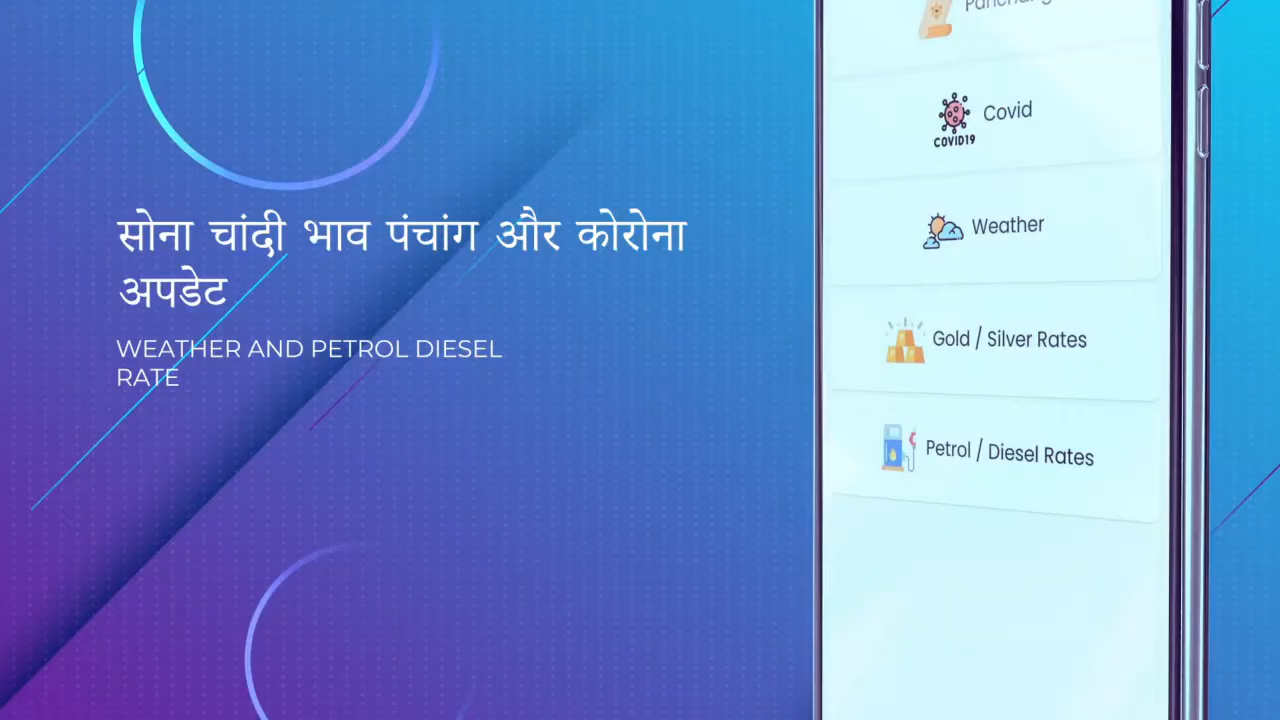 सोना चांदी भाव पंचांग और कोरोना
अपडेट
WEATHER AND PETROL DIESEL
RATE
COVID19
Covid
Weather
Gold / Silver Rates
Petrol / Diesel Rates